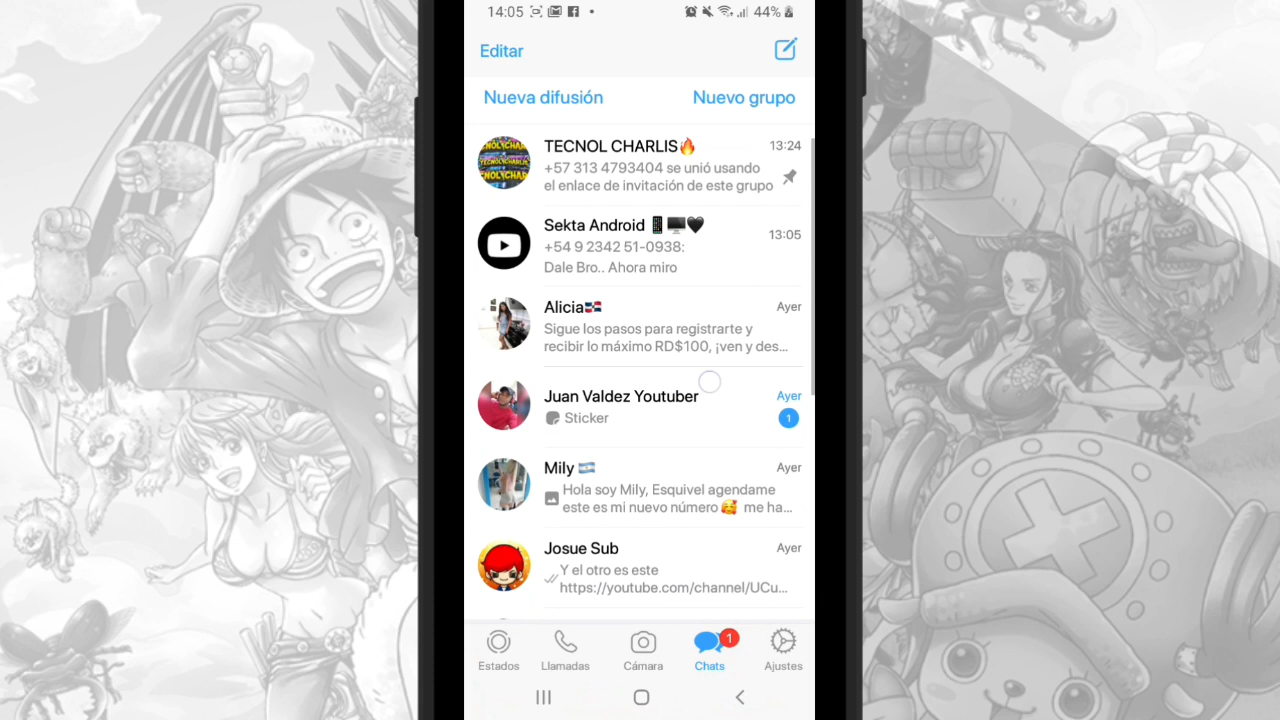 14:05
44%
Editar
Nueva difusión
Nuevo grupo
TECNOL CHARLIS🔥
13:24
+57 313 4793404 se unió usando
el enlace de invitación de este grupo
Sekta Android 📱🖥️🖤
13:05
+54 9 2342 51-0938:
Dale Bro.. Ahora miro
Alicia🇩🇴
Ayer
Sigue los pasos para registrarte y
recibir lo máximo RD$100, ¡ven y des...
Juan Valdez Youtuber
Ayer
Sticker
1
Mily 🇦🇷
Ayer
Hola soy Mily, Esquivel agendame
este es mi nuevo número 🥰 me ha...
Josue Sub
Ayer
Y el otro es este
https://youtube.com/channel/UCu...
1
Estados
Llamadas
Cámara
Chats
Ajustes